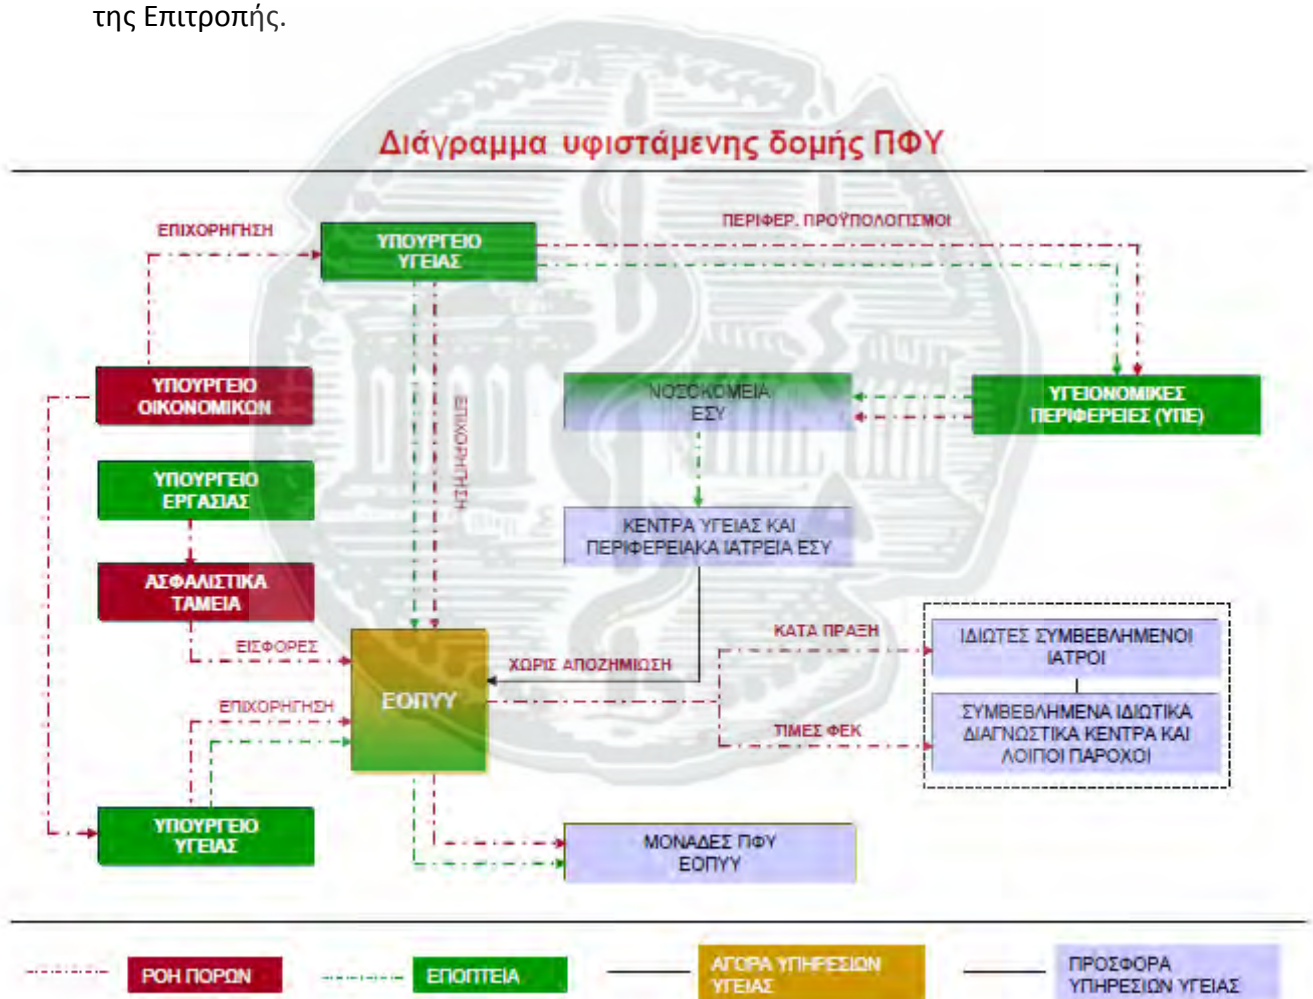 της Επιτροπής.
Διάγραμμα υφιστάμενης δομής ΠΦΥ
ΕΠΙΧΟΡΗΓΗΣΗ
ΥΠΟΥΡΓΕΙΟ
ΥΓΕΙΑΣ
ΠΕΡΙΦΕΡ. ΠΡΟΫΠΟΛΟΓΙΣΜΟΙ
ΥΠΟΥΡΓΕΙΟ
ΟΙΚΟΝΟΜΙΚΩΝ
ΕΠΙΧΟΡΗΓΗΣΗ
ΝΟΣΟΚΟΜΕΙΑ
ΕΣΥ
ΥΓΕΙΟΝΟΜΙΚΕΣ
ΠΕΡΙΦΕΡΕΙΕΣ (ΥΠΕ)
ΥΠΟΥΡΓΕΙΟ
ΕΡΓΑΣΙΑΣ
ΚΕΝΤΡΑ ΥΓΕΙΑΣ ΚΑΙ
ΠΕΡΙΦΕΡΕΙΑΚΑ ΙΑΤΡΕΙΑ ΕΣΥ
ΑΣΦΑΛΙΣΤΙΚΑ
ΤΑΜΕΙΑ
ΕΙΣΦΟΡΕΣ
ΧΩΡΙΣ ΑΠΟΖΗΜΙΩΣΗ
ΚΑΤΑ ΠΡΑΞΗ
ΙΔΙΩΤΕΣ ΣΥΜΒΕΒΛΗΜΕΝΟΙ
ΙΑΤΡΟΙ
ΕΟΠΥΥ
ΕΠΙΧΟΡΗΓΗΣΗ
ΤΙΜΕΣ ΦΕΚ
ΣΥΜΒΕΒΛΗΜΕΝΑ ΙΔΙΩΤΙΚΑ
ΔΙΑΓΝΩΣΤΙΚΑ ΚΕΝΤΡΑ ΚΑΙ
ΛΟΙΠΟΙ ΠΑΡΟΧΟΙ
ΥΠΟΥΡΓΕΙΟ
ΥΓΕΙΑΣ
ΜΟΝΑΔΕΣ ΠΦΥ
ΕΟΠΥΥ
ΡΟΗ ΠΟΡΩΝ
ΕΠΟΠΤΕΙΑ
ΑΓΟΡΑ ΥΠΗΡΕΣΙΩΝ
ΥΓΕΙΑΣ
ΠΡΟΣΦΟΡΑ
ΥΠΗΡΕΣΙΩΝ ΥΓΕΙΑΣ